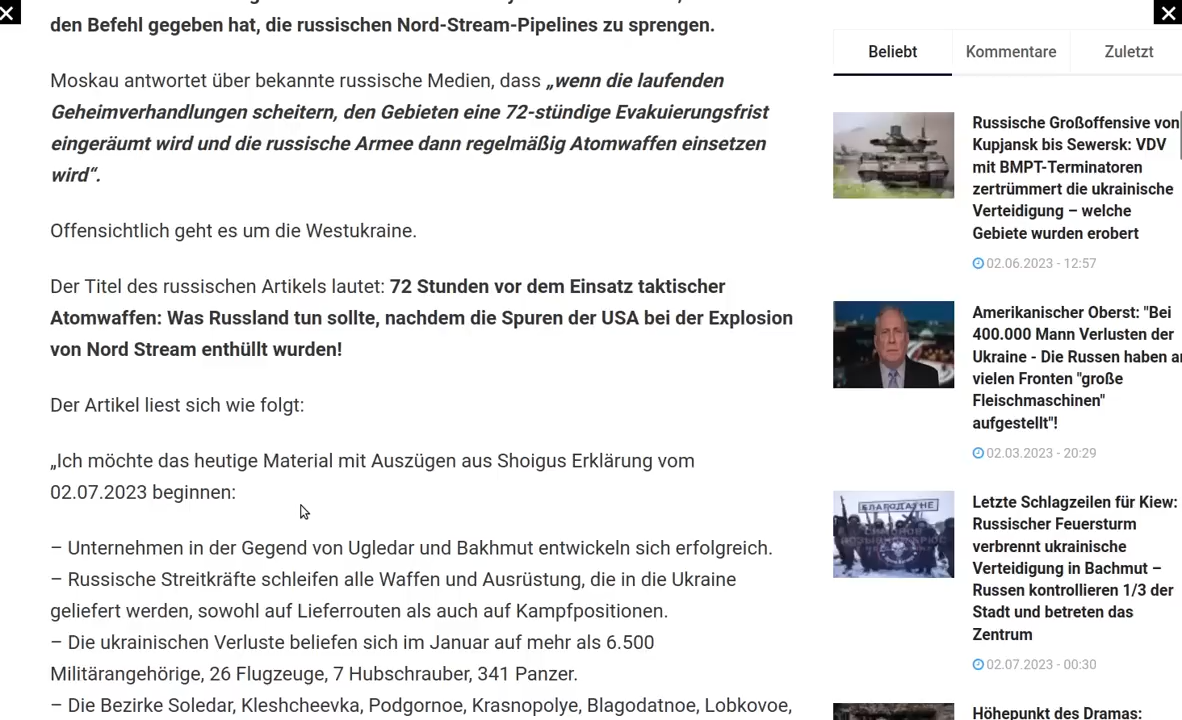 den Befehl gegeben hat, die russischen Nord-Stream-Pipelines zu sprengen.
Moskau antwortet über bekannte russische Medien, dass „wenn die laufenden
Geheimverhandlungen scheitern, den Gebieten eine 72-stündige Evakuierungsfrist
eingeräumt wird und die russische Armee dann regelmäßig Atomwaffen einsetzen
wird“.
Offensichtlich geht es um die Westukraine.
Der Titel des russischen Artikels lautet: 72 Stunden vor dem Einsatz taktischer
Atomwaffen: Was Russland tun sollte, nachdem die Spuren der USA bei der Explosion
von Nord Stream enthüllt wurden!
Der Artikel liest sich wie folgt:
„Ich möchte das heutige Material mit Auszügen aus Shoigus Erklärung vom
02.07.2023 beginnen:
– Unternehmen in der Gegend von Ugledar und Bakhmut entwickeln sich erfolgreich.
– Russische Streitkräfte schleifen alle Waffen und Ausrüstung, die in die Ukraine
geliefert werden, sowohl auf Lieferrouten als auch auf Kampfpositionen.
– Die ukrainischen Verluste beliefen sich im Januar auf mehr als 6.500
Militärangehörige, 26 Flugzeuge, 7 Hubschrauber, 341 Panzer.
– Die Bezirke Soledar, Kleshcheevka, Podgornoe, Krasnopolye, Blagodatnoe, Lobkovoe,
Beliebt
Kommentare
Zuletzt
Russische Großoffensive von
Kupjansk bis Sewersk: VDV
mit BMPT-Terminatoren
zertrümmert die ukrainische
Verteidigung – welche
Gebiete wurden erobert
02.06.2023 - 12:57
Amerikanischer Oberst: "Bei
400.000 Mann Verlusten der
Ukraine - Die Russen haben a
vielen Fronten "große
Fleischmaschinen"
aufgestellt"!
02.03.2023 - 20:29
БЛАГОДАТНЕ
Letzte Schlagzeilen für Kiew:
Russischer Feuersturm
verbrennt ukrainische
Verteidigung in Bachmut –
Russen kontrollieren 1/3 der
Stadt und betreten das
Zentrum
02.07.2023 - 00:30
Höhepunkt des Dramas: